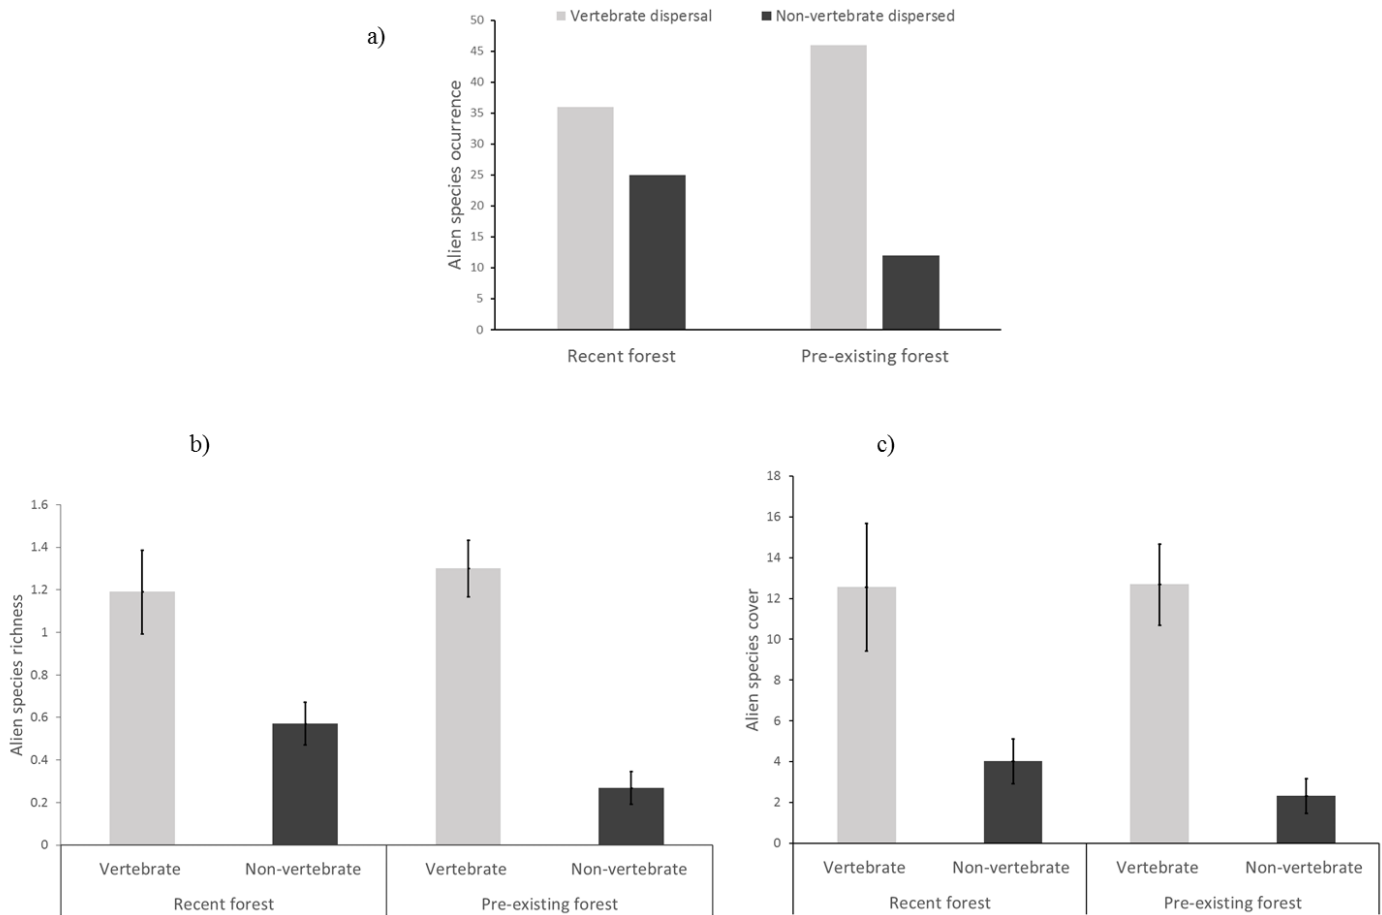 a)
Vertebrate dispersal Non-vertebrate dispersed
Alien species ocurrence
50
45
40
35
30
25
20
15
10
5
0
Recent forest Pre-existing forest
b)
Alien species richness
1.6
1.4
1.2
1
0.8
0.6
0.4
0.2
0
Vertebrate Non-vertebrate Vertebrate Non-vertebrate
Recent forest Pre-existing forest
c)
Alien species cover
18
16
14
12
10
8
6
4
2
0
Vertebrate Non-vertebrate Vertebrate Non-vertebrate
Recent forest Pre-existing forest